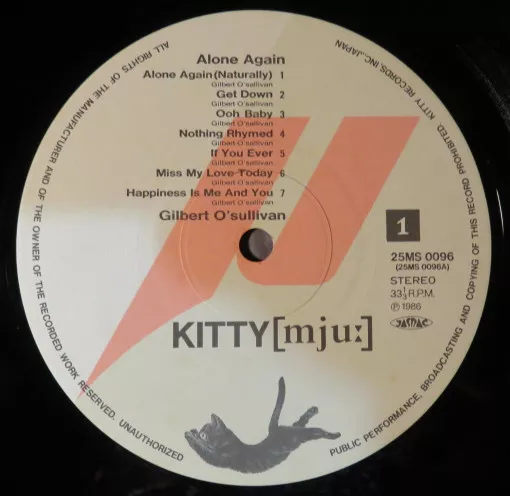 Alone Again
Alone Again(Naturally) 1
Gilbert O'sullivan
Get Down 2
Gilbert O'sullivan
Ooh Baby 3
Gilbert O'sullivan
Nothing Rhymed 4
Gilbert O'sullivan
If You Ever 5
Gilbert O'sullivan
Miss My Love Today 6
Gilbert O'sullivan
Happiness Is Me And You 7
Gilbert O'sullivan
Gilbert O'sullivan
1
25MS 0096
(25MS 0096A)
STEREO
33⅓ R.P.M.
℗ 1986
JASRAC
KITTY[mju:]
ALL RIGHTS OF THE MANUFACTURER AND OF THE OWNER OF THE RECORDED WORK RESERVED. UNAUTHORIZED
PUBLIC PERFORMANCE, BROADCASTING AND COPYING OF THIS RECORD PROHIBITED. KITTY RECORDS, INC., JAPAN